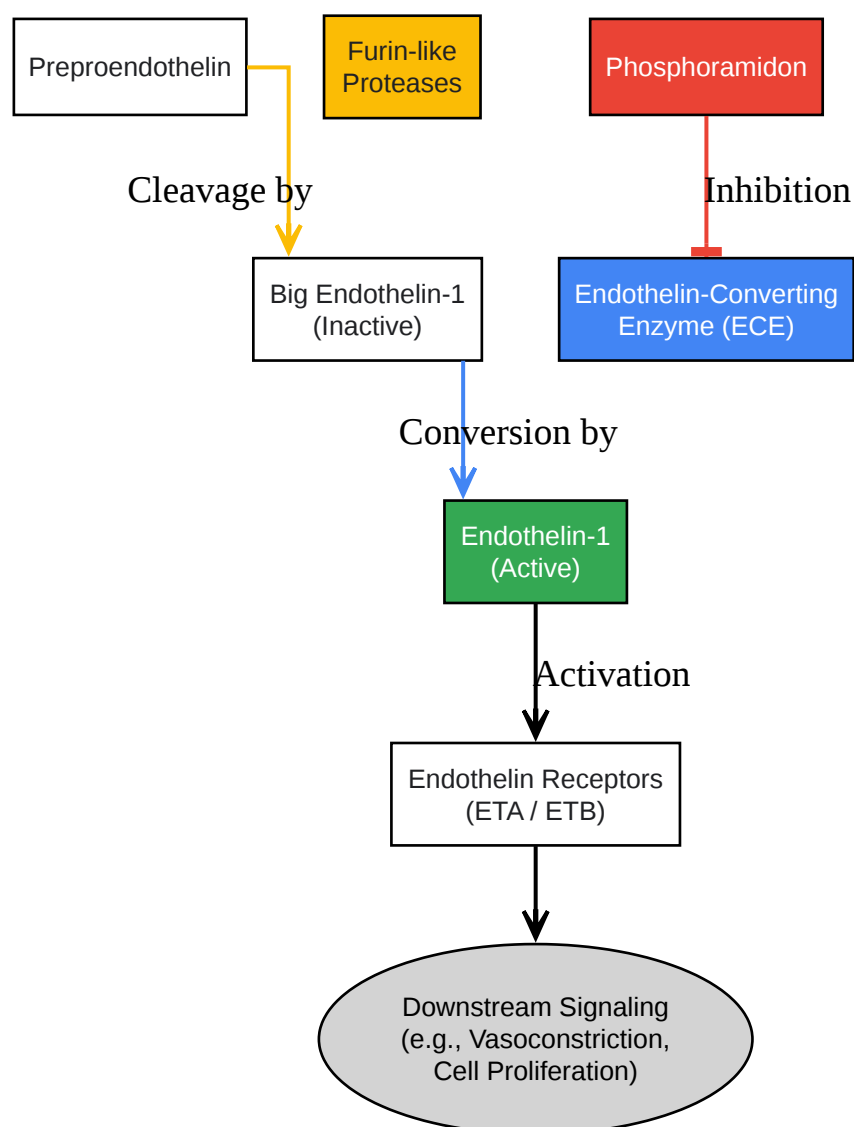 Preproendothelin
Furin-like
Proteases
Phosphoramidon
Cleavage by
Inhibition
Big Endothelin-1
(Inactive)
Endothelin-Converting
Enzyme (ECE)
Conversion by
Endothelin-1
(Active)
Activation
Endothelin Receptors
(ETA / ETB)
Downstream Signaling
(e.g., Vasoconstriction,
Cell Proliferation)